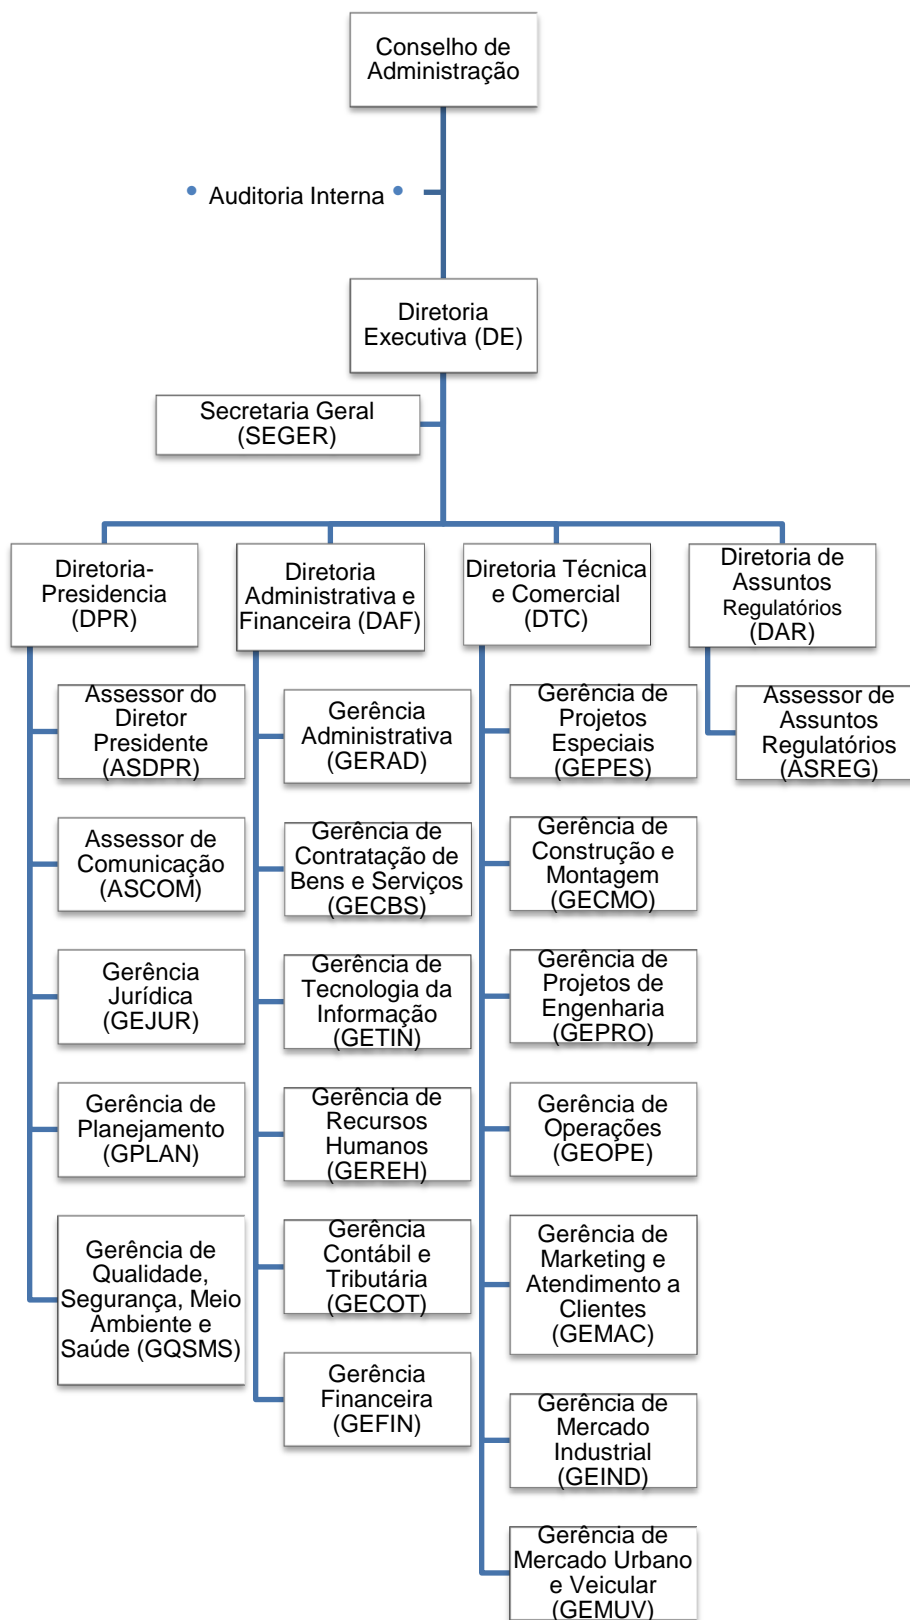 Conselho de
Administração
• Auditoria Interna •
Diretoria
Executiva (DE)
Secretaria Geral
(SEGER)
Diretoria-
Presidencia
(DPR)
Assessor do
Diretor
Presidente
(ASDPR)
Assessor de
Comunicação
(ASCOM)
Gerência
Jurídica
(GEJUR)
Gerência de
Planejamento
(GPLAN)
Gerência de
Qualidade,
Segurança, Meio
Ambiente e
Saúde (GQSMS)
Diretoria
Administrativa e
Financeira (DAF)
Gerência
Administrativa
(GERAD)
Gerência de
Contratação de
Bens e Serviços
(GECBS)
Gerência de
Tecnologia da
Informação
(GETIN)
Gerência de
Recursos
Humanos
(GEREH)
Gerência
Contábil e
Tributária
(GECOT)
Gerência
Financeira
(GEFIN)
Diretoria Técnica
e Comercial
(DTC)
Gerência de
Projetos
Especiais
(GEPES)
Gerência de
Construção e
Montagem
(GECMO)
Gerência de
Projetos de
Engenharia
(GEPRO)
Gerência de
Operações
(GEOPE)
Gerência de
Marketing e
Atendimento a
Clientes
(GEMAC)
Gerência de
Mercado
Industrial
(GEIND)
Gerência de
Mercado Urbano
e Veicular
(GEMUV)
Diretoria de
Assuntos
Regulatórios
(DAR)
Assessor de
Assuntos
Regulatórios
(ASREG)